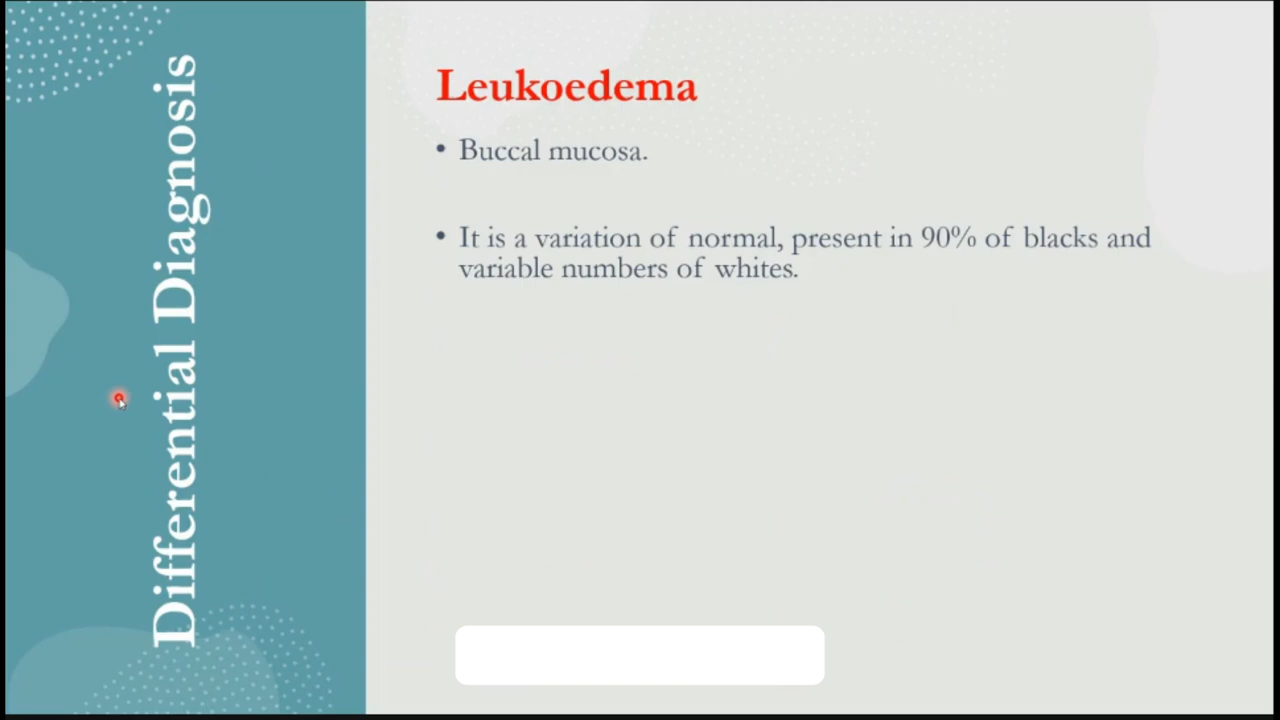 Differential Diagnosis
Leukoedema
• Buccal mucosa.
• It is a variation of normal, present in 90% of blacks and
variable numbers of whites.